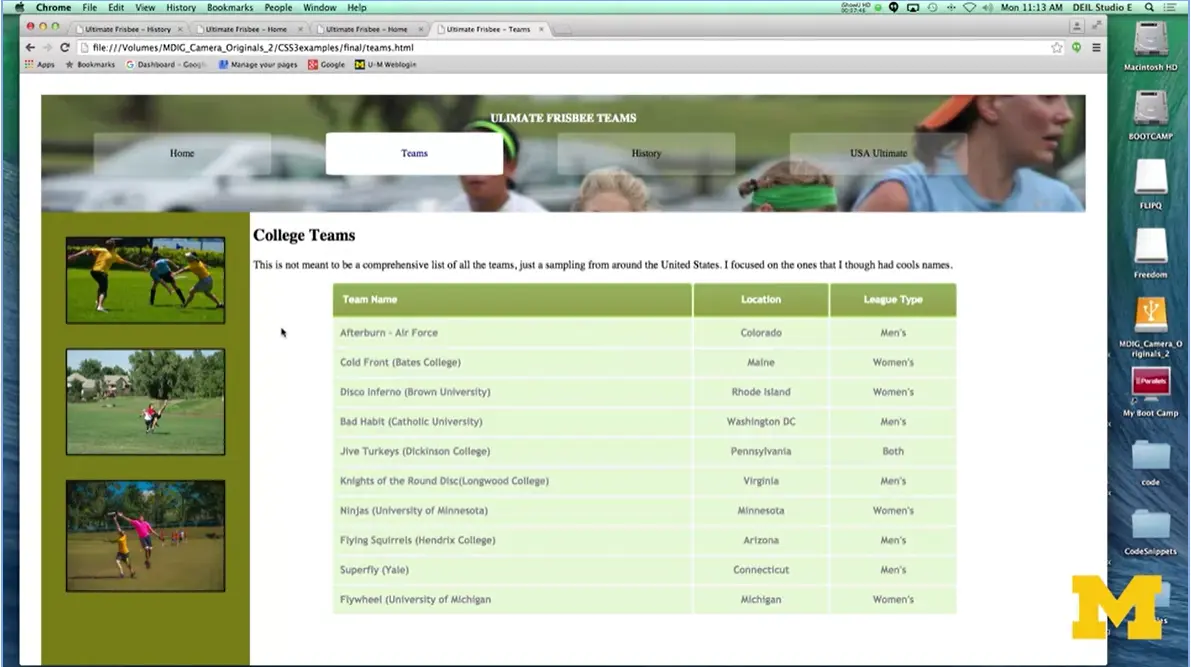 Chrome File Edit View History Bookmarks People Window Help
Mon 11:13 AM DEIL Studio E
Ultimate Frisbee - History
Ultimate Frisbee - Home
Ultimate Frisbee - Home
Ultimate Frisbee - Teams
file:///Volumes/MDIG_Camera_Originals_2/CSS3examples/final/teams.html
Apps Bookmarks Dashboard - Goog Manage your pages Google U-M Weblogin
ULIMATE FRISBEE TEAMS
Home Teams History USA Ultimate
College Teams
This is not meant to be a comprehensive list of all the teams, just a sampling from around the United States. I focused on the ones that I though had cools names.
Team Name Location League Type
Afterburn - Air Force Colorado Men's
Cold Front (Bates College) Maine Women's
Disco Inferno (Brown University) Rhode Island Women's
Bad Habit (Catholic University) Washington DC Men's
Jive Turkeys (Dickinson College) Pennsylvania Both
Knights of the Round Disc(Longwood College) Virginia Men's
Ninjas (University of Minnesota) Minnesota Women's
Flying Squirrels (Hendrix College) Arizona Men's
Superfly (Yale) Connecticut Men's
Flywheel (University of Michigan Michigan Women's
Macintosh HD
BOOTCAMP
FLIPQ
Freedom
MDIG_Camera_O
riginals_2
Parallels
My Boot Camp
code
CodeSnippets
M